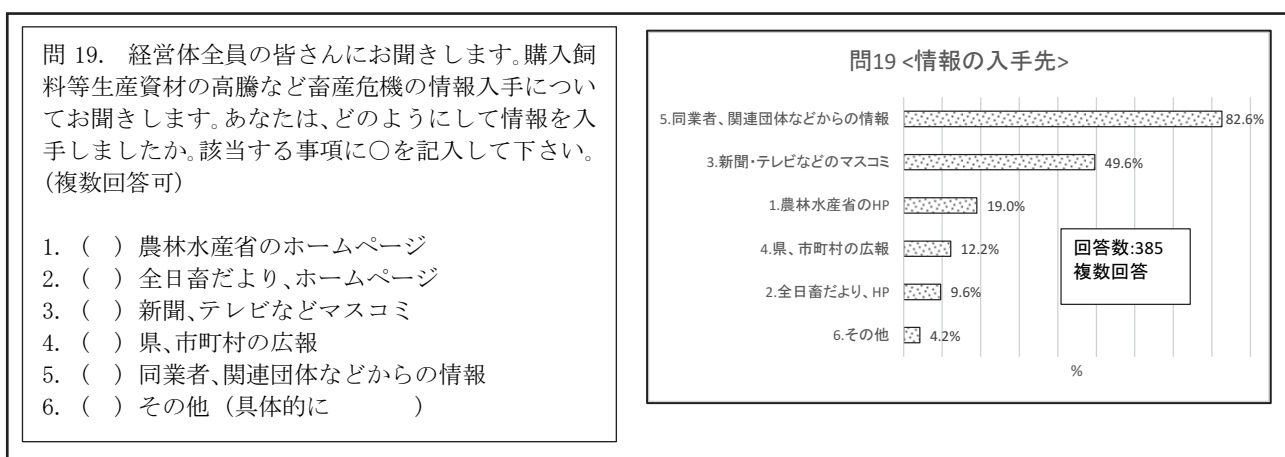 問 19. 経営体全員の皆さんにお聞きします。購入飼
料等生産資材の高騰など畜産危機の情報入手につい
てお聞きします。あなたは、どのようにして情報を入
手しましたか。該当する事項に○を記入して下さい。
(複数回答可)
1. ( ) 農林水産省のホームページ
2. ( ) 全日畜だより、ホームページ
3. ( ) 新聞、テレビなどマスコミ
4. ( ) 県、市町村の広報
5. ( ) 同業者、関連団体などからの情報
6. ( ) その他 (具体的に )
問19 <情報の入手先>
5.同業者、関連団体などからの情報 82.6%
3.新聞・テレビなどのマスコミ 49.6%
1.農林水産省のHP 19.0%
4.県、市町村の広報 12.2%
2.全日畜だより、HP 9.6%
6.その他 4.2%
%
回答数:385
複数回答